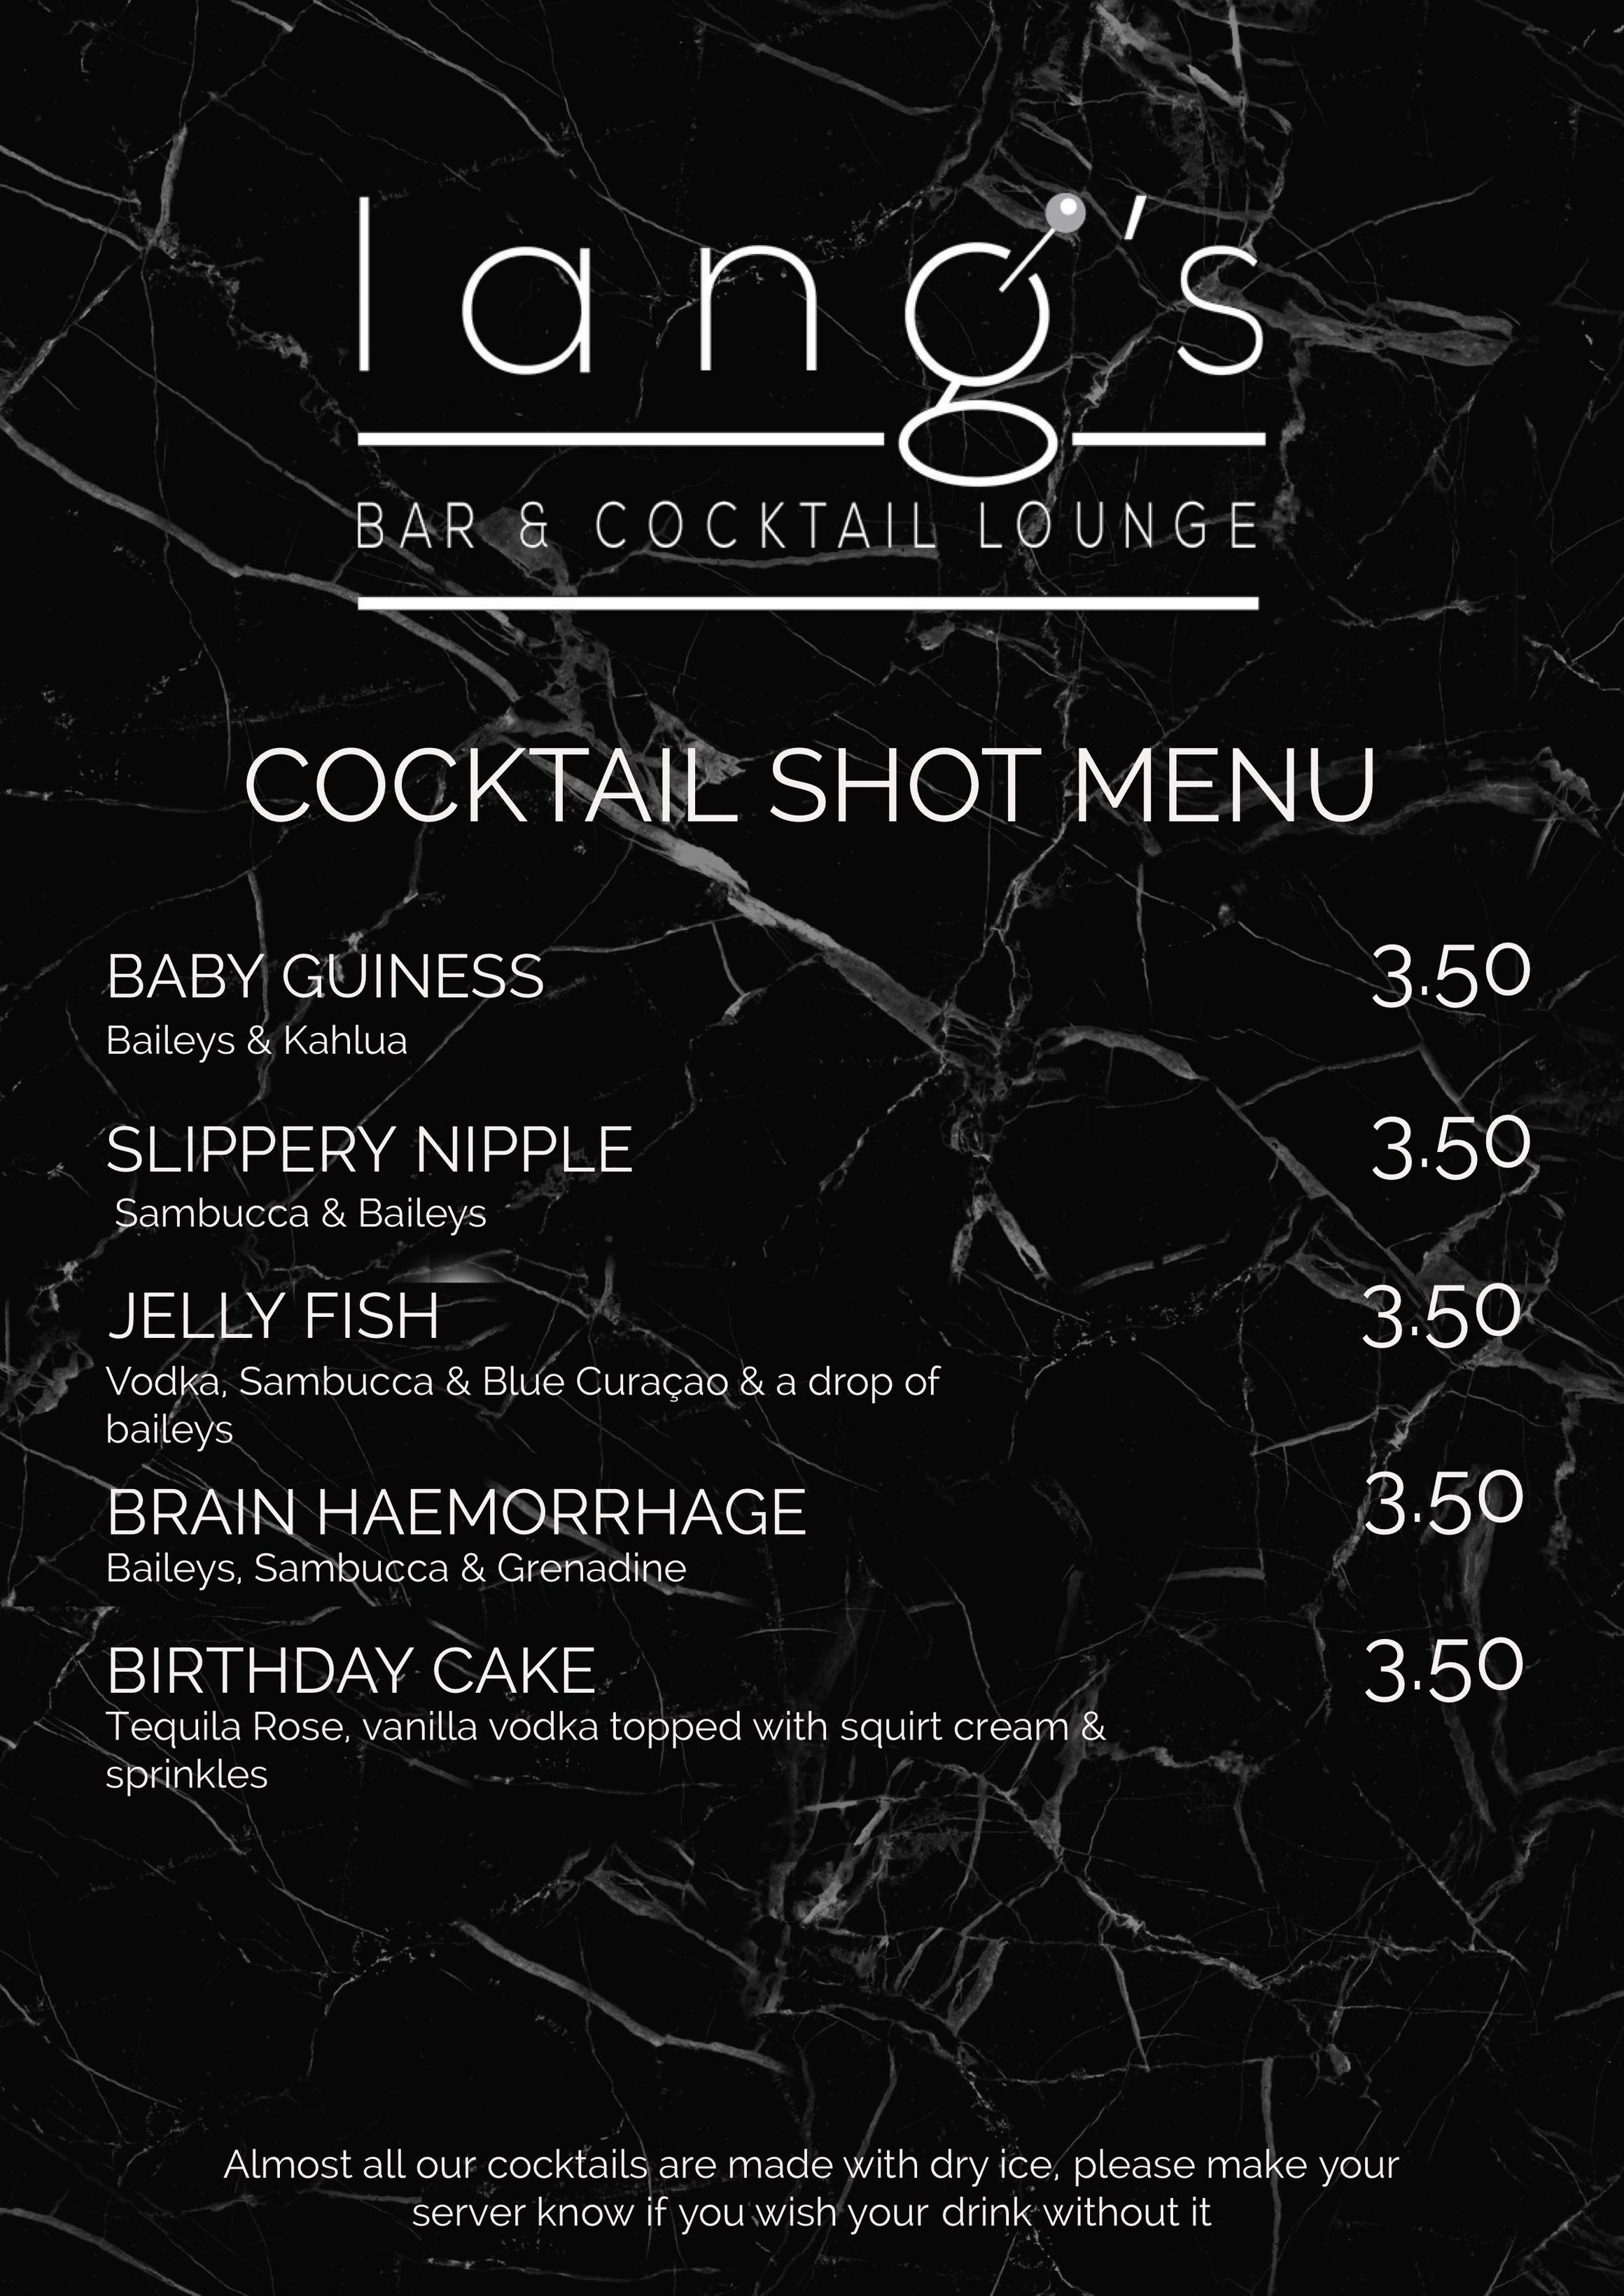 lang's
BAR & COCKTAIL LOUNGE
COCKTAIL SHOT MENU
BABY GUINESS 3.50
Baileys & Kahlua
SLIPPERY NIPPLE 3.50
Sambucca & Baileys
JELLY FISH 3.50
Vodka, Sambucca & Blue Curaçao & a drop of
baileys
BRAIN HAEMORRHAGE 3.50
Baileys, Sambucca & Grenadine
BIRTHDAY CAKE 3.50
Tequila Rose, vanilla vodka topped with squirt cream &
sprinkles
Almost all our cocktails are made with dry ice, please make your
server know if you wish your drink without it